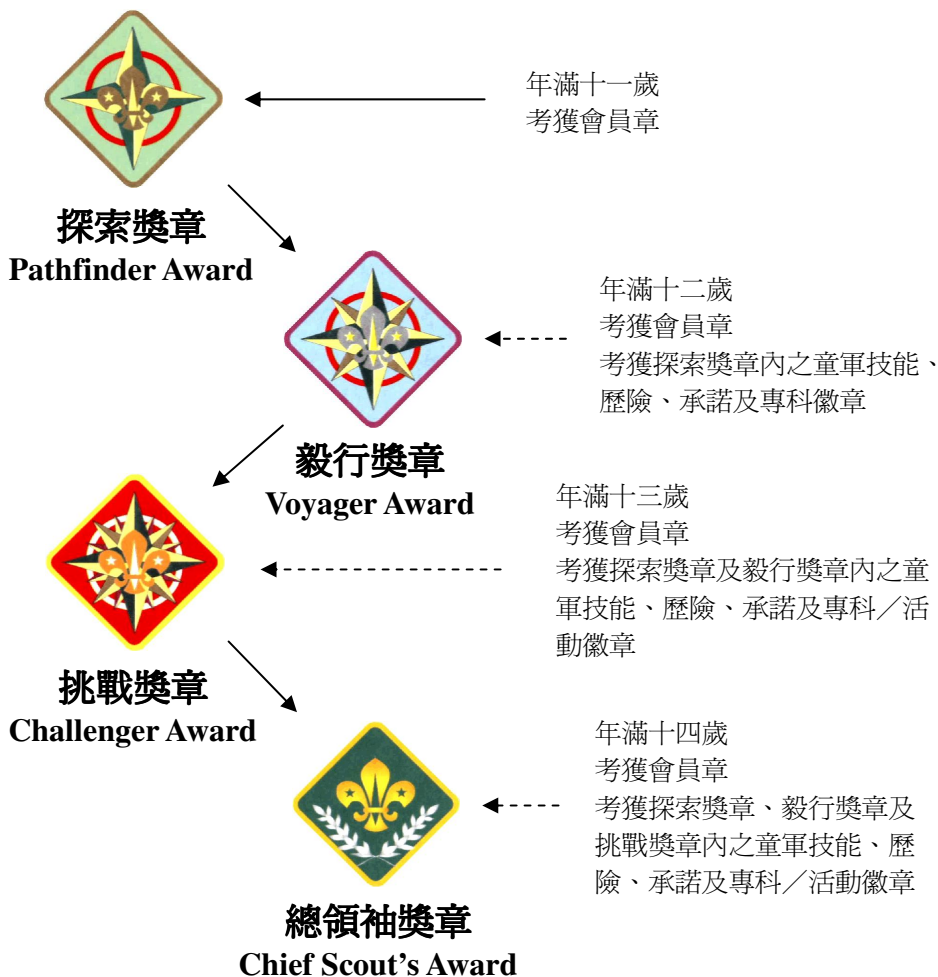 年滿十一歲
考獲會員章
探索獎章
Pathfinder Award
年滿十二歲
考獲會員章
考獲探索獎章內之童軍技能、
歷險、承諾及專科徽章
毅行獎章
Voyager Award
年滿十三歲
考獲會員章
考獲探索獎章及毅行獎章內之童
軍技能、歷險、承諾及專科／活
動徽章
挑戰獎章
Challenger Award
年滿十四歲
考獲會員章
考獲探索獎章、毅行獎章及
挑戰獎章內之童軍技能、歷
險、承諾及專科／活動徽章
總領袖獎章
Chief Scout's Award